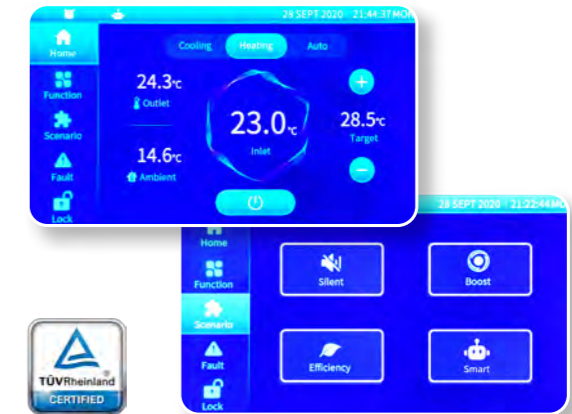 28 SEPT 2020 21:44:37 MON
Home
Cooling Heating Auto
Function
24.3°c
Outlet
Scenario
23.0°c
Inlet
28.5°c
Target
Fault
14.6°c
Ambient
Lock
28 SEPT 2020 21:22:44 MO
Home
Function
Silent
Boost
Scenario
Fault
Efficiency
Smart
Lock
TÜVRheinland
CERTIFIED